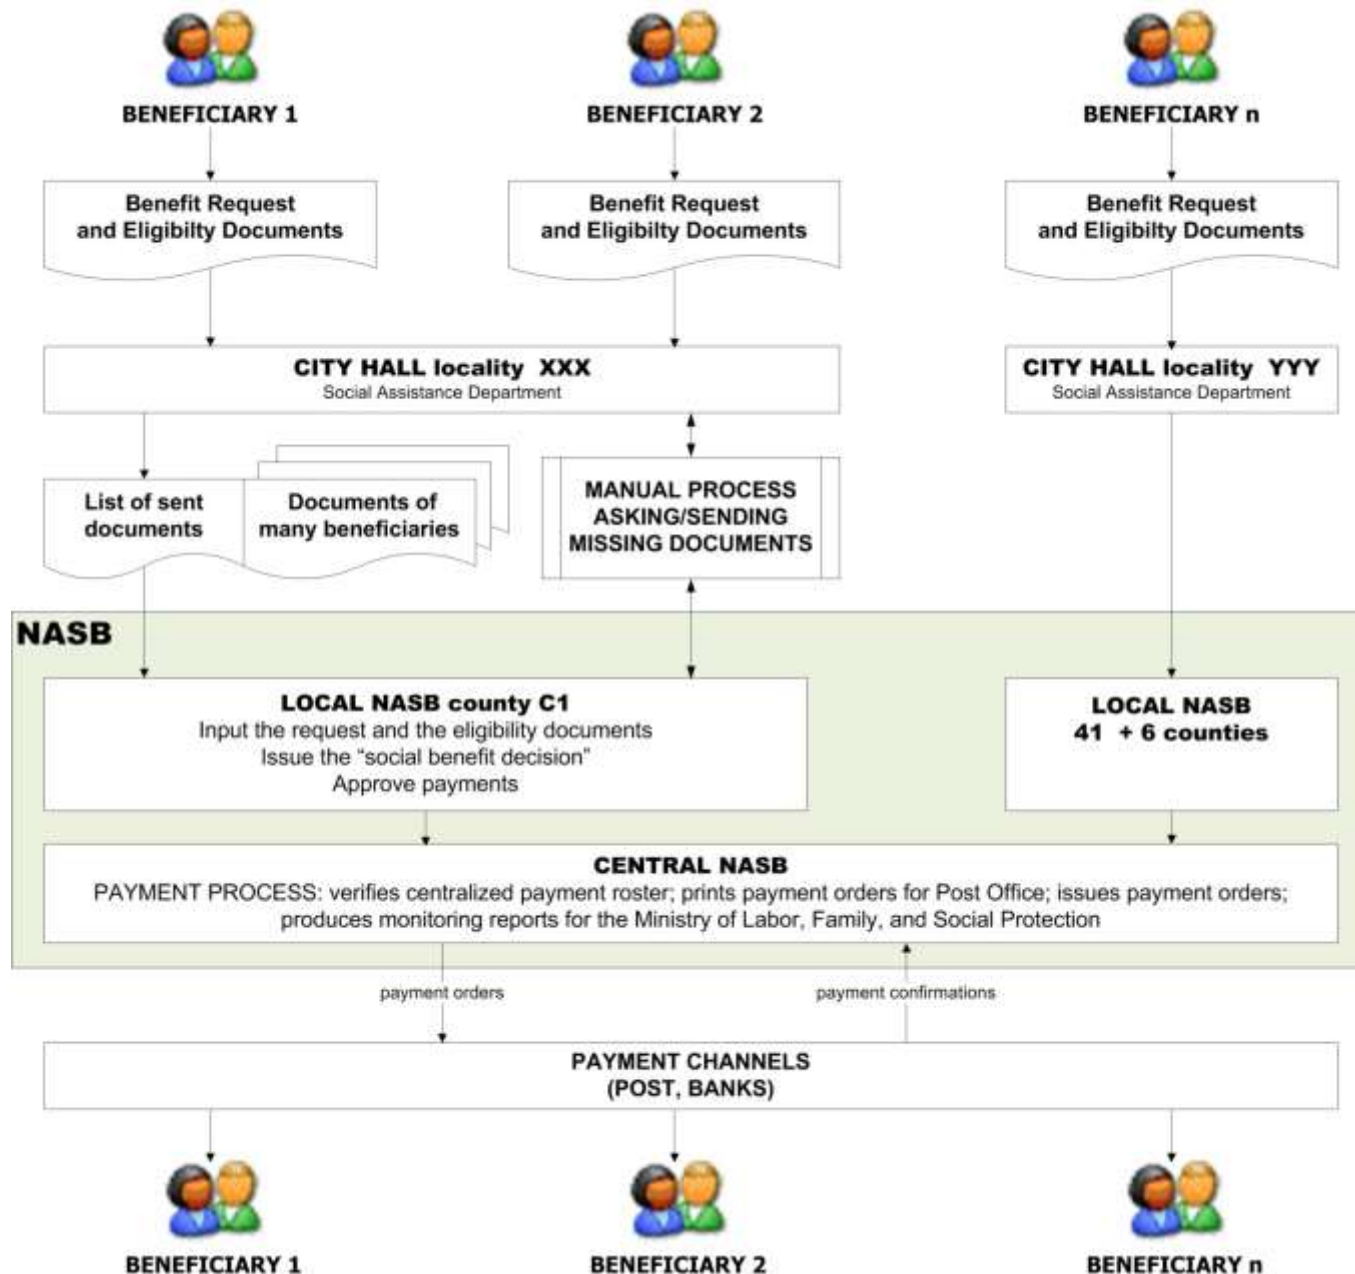 BENEFICIARY 1
BENEFICIARY 2
BENEFICIARY n
Benefit Request
and Eligibilty Documents
Benefit Request
and Eligibilty Documents
Benefit Request
and Eligibilty Documents
CITY HALL locality XXX
Social Assistance Department
CITY HALL locality YYY
Social Assistance Department
List of sent
documents
Documents of
many beneficiaries
MANUAL PROCESS
ASKING/SENDING
MISSING DOCUMENTS
NASB
LOCAL NASB county C1
Input the request and the eligibility documents
Issue the “social benefit decision”
Approve payments
LOCAL NASB
41 + 6 counties
CENTRAL NASB
PAYMENT PROCESS: verifies centralized payment roster; prints payment orders for Post Office; issues payment orders;
produces monitoring reports for the Ministry of Labor, Family, and Social Protection
payment orders
payment confirmations
PAYMENT CHANNELS
(POST, BANKS)
BENEFICIARY 1
BENEFICIARY 2
BENEFICIARY n